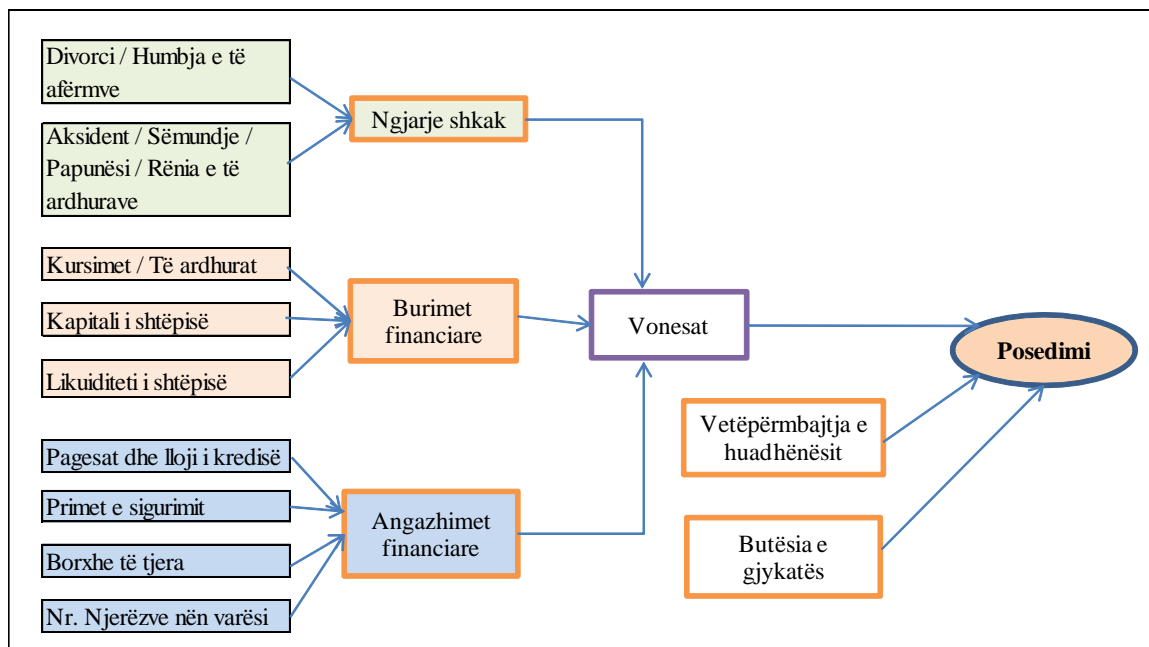 Divorci / Humbja e të
afërmve
Aksident / Sëmundje /
Papunësi / Rënia e të
ardhurave
Ngjarje shkak
Kursimet / Të ardhurat
Kapitali i shtëpisë
Likuiditeti i shtëpisë
Burimet
financiare
Vonesat
Posedimi
Vetëpërmbajtja e
huadhënësit
Butësia e
gjykatës
Pagesat dhe lloji i kredisë
Primet e sigurimit
Borxhe të tjera
Nr. Njerëzve nën varësi
Angazhimet
financiare